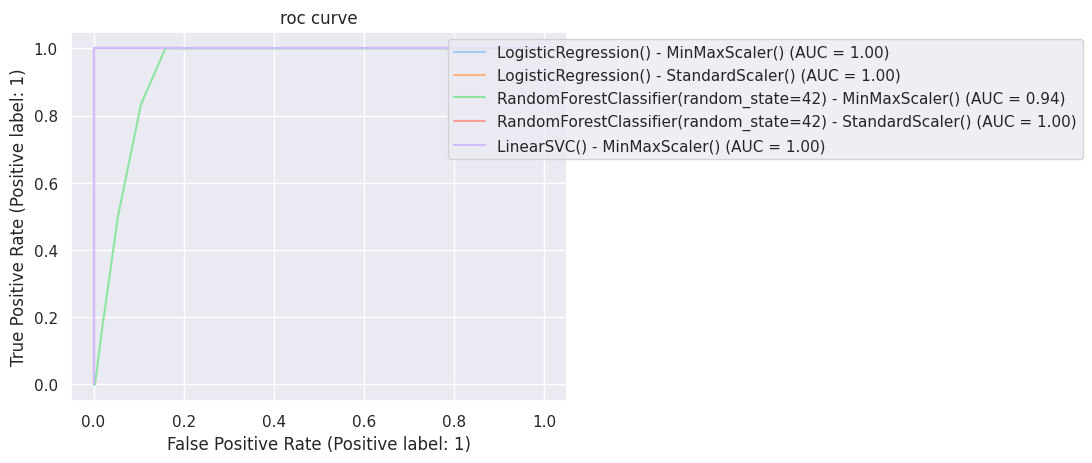 roc curve
LogisticRegression() - MinMaxScaler() (AUC = 1.00)
LogisticRegression() - StandardScaler() (AUC = 1.00)
RandomForestClassifier(random_state=42) - MinMaxScaler() (AUC = 0.94)
RandomForestClassifier(random_state=42) - StandardScaler() (AUC = 1.00)
LinearSVC() - MinMaxScaler() (AUC = 1.00)
True Positive Rate (Positive label: 1)
1.0
0.8
0.6
0.4
0.2
0.0
0.0 0.2 0.4 0.6 0.8 1.0
False Positive Rate (Positive label: 1)